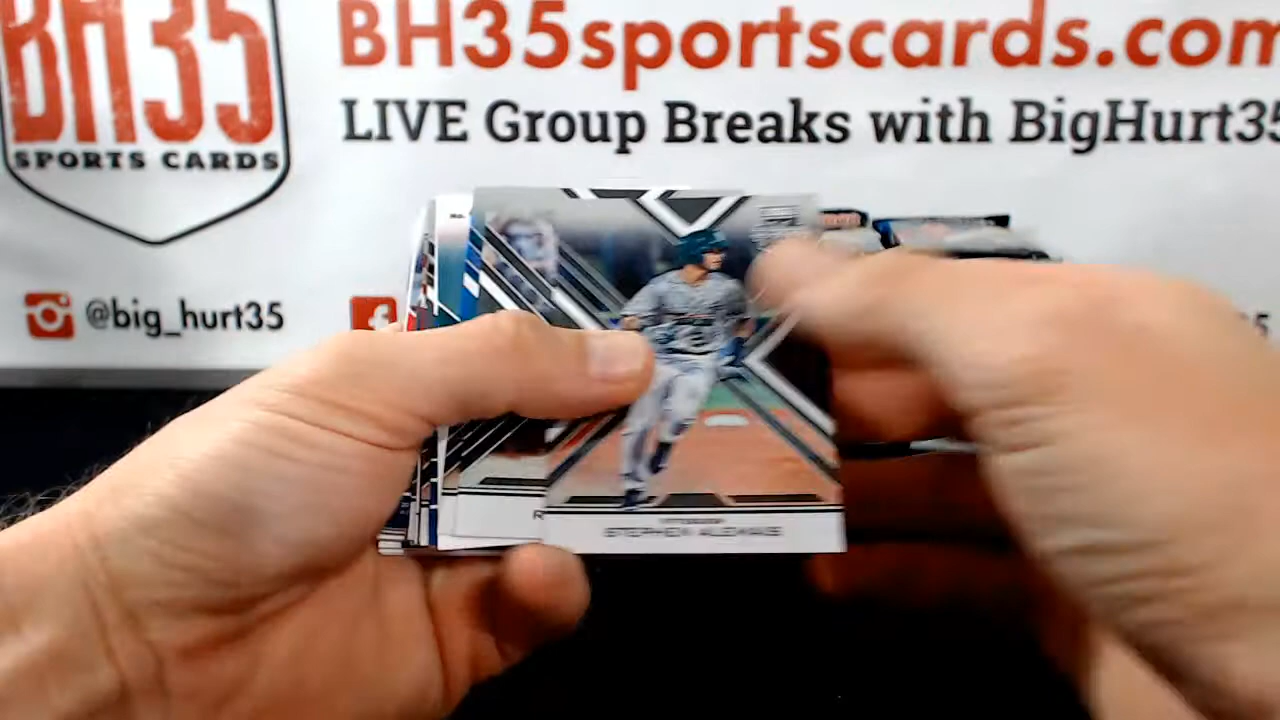 BH35
SPORTS CARDS
BH35sportscards.com
LIVE Group Breaks with BigHurt35
@big_hurt35
f
STEPHEN ALEMAIS
R